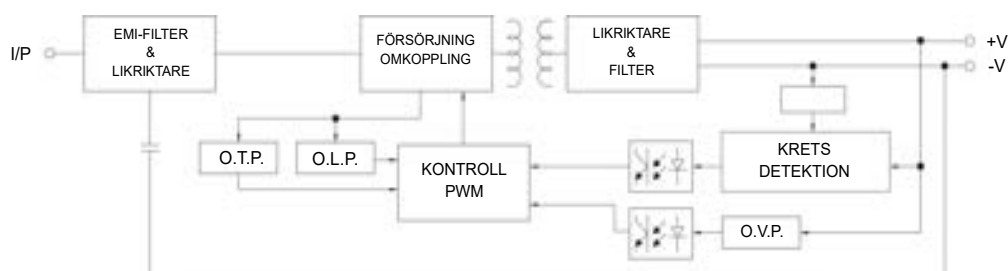 I/P
EMI-FILTER
&
LIKRIKTARE
FÖRSÖRJNING
OMKOPPLING
LIKRIKTARE
&
FILTER
+V
-V
O.T.P.
O.L.P.
KONTROLL
PWM
KRETS
DETEKTION
O.V.P.